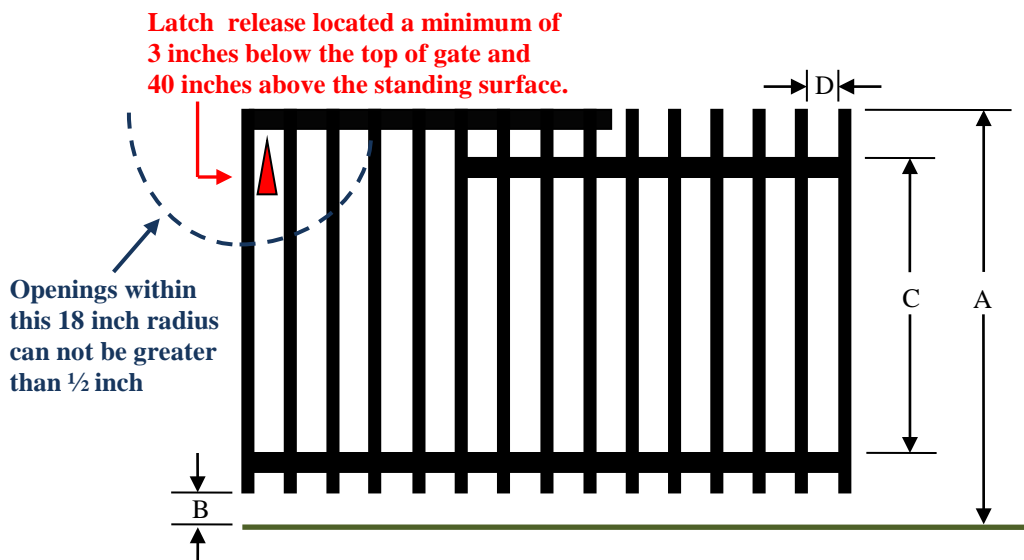 Latch release located a minimum of
3 inches below the top of gate and
40 inches above the standing surface.
D
Openings within
this 18 inch radius
can not be greater
than ½ inch
C
A
B